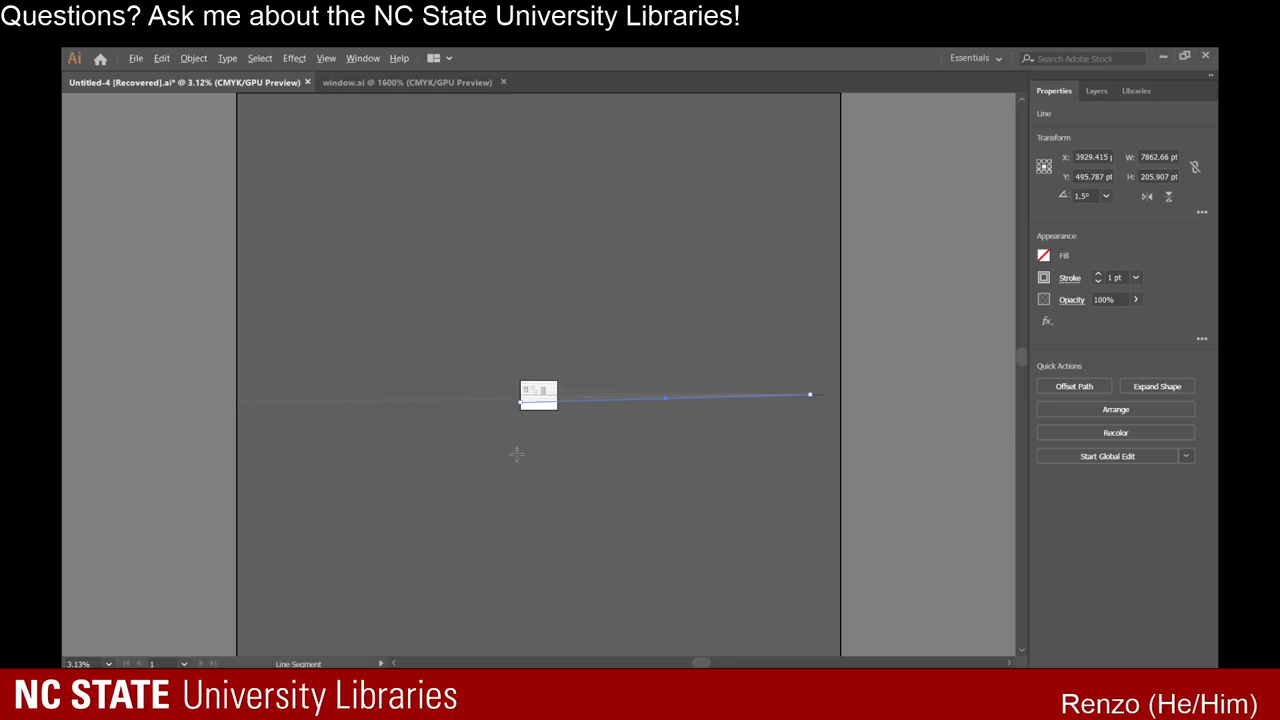 Questions? Ask me about the NC State University Libraries!
Ai File Edit Object Type Select Effect View Window Help
Essentials
Search Adobe Stock
Untitled-4 [Recovered].ai* @ 3.12% (CMYK/GPU Preview) ×
window.ai @ 1600% (CMYK/GPU Preview) ×
Properties Layers Libraries
Line
Transform
X: 3929.415 p W: 7862.66 pt
Y: 495.787 pt H: 205.907 pt
1.5°
Appearance
Fill
Stroke 1 pt
Opacity 100%
fx.
Quick Actions
Offset Path Expand Shape
Arrange
Recolor
Start Global Edit
3.13% 1 Line Segment
NC STATE University Libraries
Renzo (He/Him)